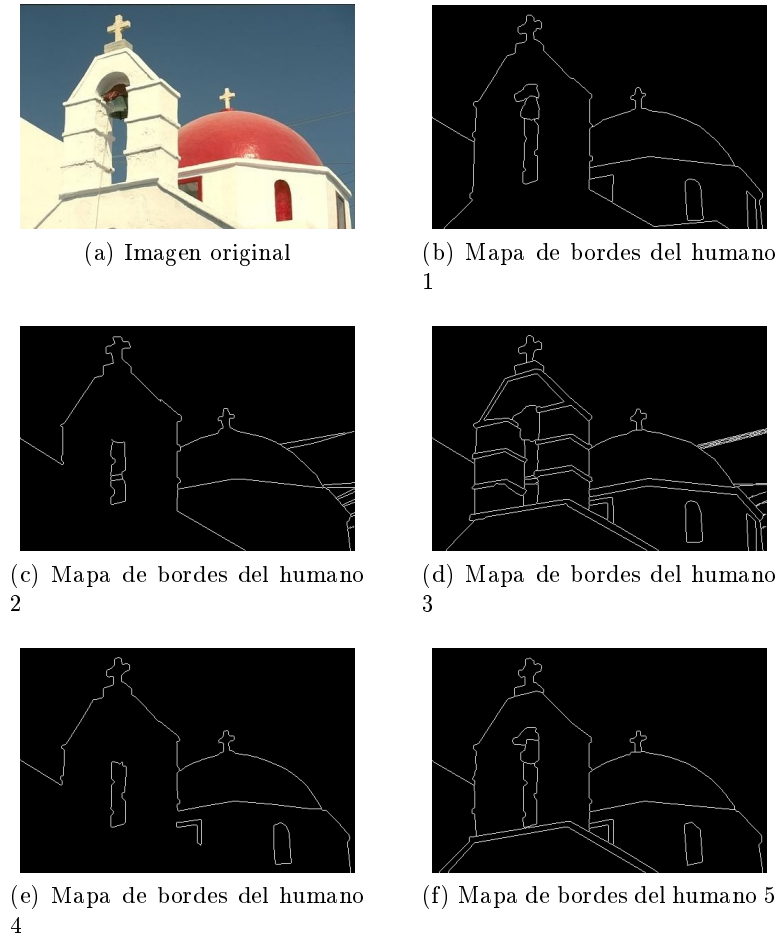 (a) Imagen original
(b) Mapa de bordes del humano
1
(c) Mapa de bordes del humano
2
(d) Mapa de bordes del humano
3
(e) Mapa de bordes del humano
4
(f) Mapa de bordes del humano 5